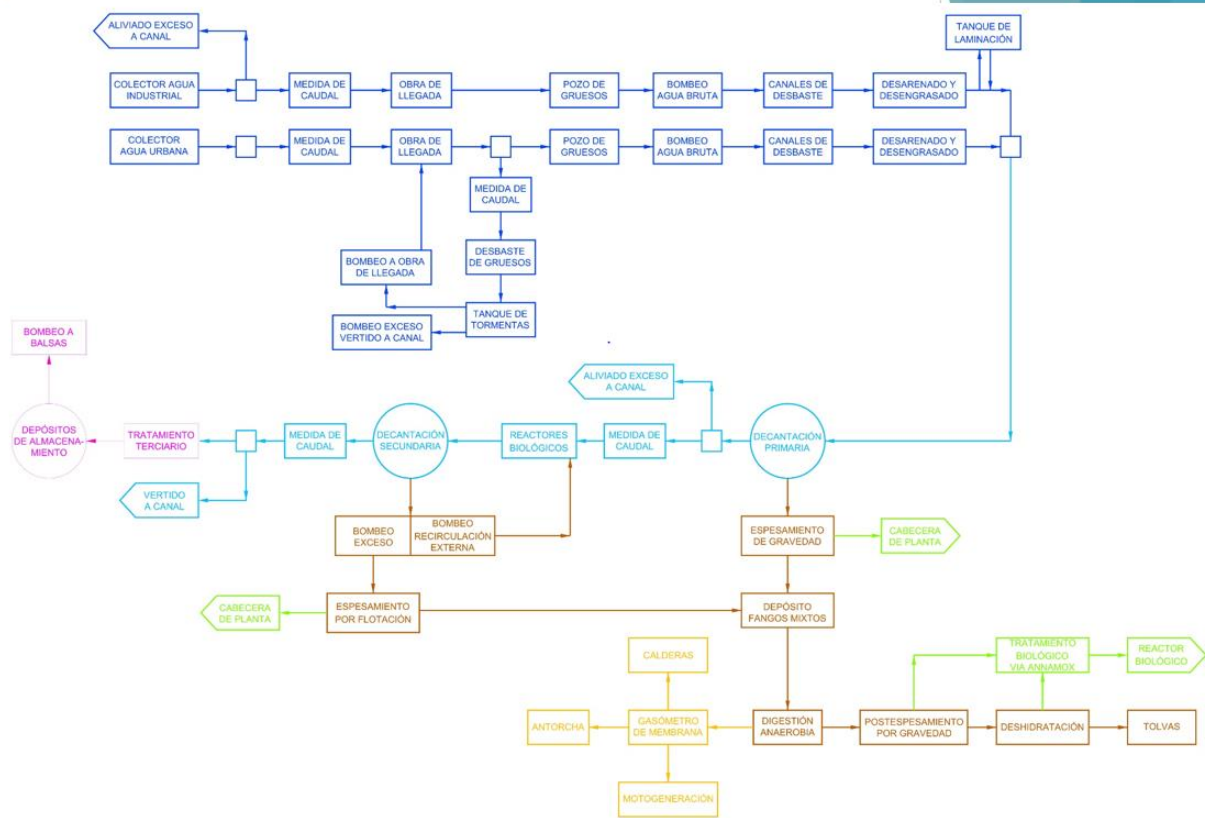 ALIVIADO EXCESO
A CANAL
TANQUE DE
LAMINACIÓN
COLECTOR AGUA
INDUSTRIAL
MEDIDA DE
CAUDAL
OBRA DE
LLEGADA
POZO DE
GRUESOS
BOMBEO
AGUA BRUTA
CANALES DE
DESBASTE
DESARENADO Y
DESENGRASADO
COLECTOR
AGUA URBANA
MEDIDA DE
CAUDAL
OBRA DE
LLEGADA
POZO DE
GRUESOS
BOMBEO
AGUA BRUTA
CANALES DE
DESBASTE
DESARENADO Y
DESENGRASADO
MEDIDA DE
CAUDAL
BOMBEO A OBRA
DE LLEGADA
DESBASTE
DE GRUESOS
BOMBEO EXCESO
VERTIDO A CANAL
TANQUE DE
TORMENTAS
BOMBEO A
BALSAS
ALIVIADO EXCESO
A CANAL
DEPÓSITOS
DE ALMACENA-
MIENTO
TRATAMIENTO
TERCIARIO
MEDIDA DE
CAUDAL
DECANTACIÓN
SECUNDARIA
REACTORES
BIOLÓGICOS
MEDIDA DE
CAUDAL
DECANTACIÓN
PRIMARIA
VERTIDO
A CANAL
BOMBEO
EXCESO
BOMBEO
RECIRCULACIÓN
EXTERNA
ESPESAMIENTO
DE GRAVEDAD
CABECERA
DE PLANTA
CABECERA
DE PLANTA
ESPESAMIENTO
POR FLOTACIÓN
DEPÓSITO
FANGOS MIXTOS
CALDERAS
TRATAMIENTO
BIOLÓGICO
VIA ANNAMOX
REACTOR
BIOLÓGICO
ANTORCHA
GASÓMETRO
DE MEMBRANA
DIGESTIÓN
ANAEROBIA
POSTESPESAMIENTO
POR GRAVEDAD
DESHIDRATACIÓN
TOLVAS
MOTOGENERACIÓN